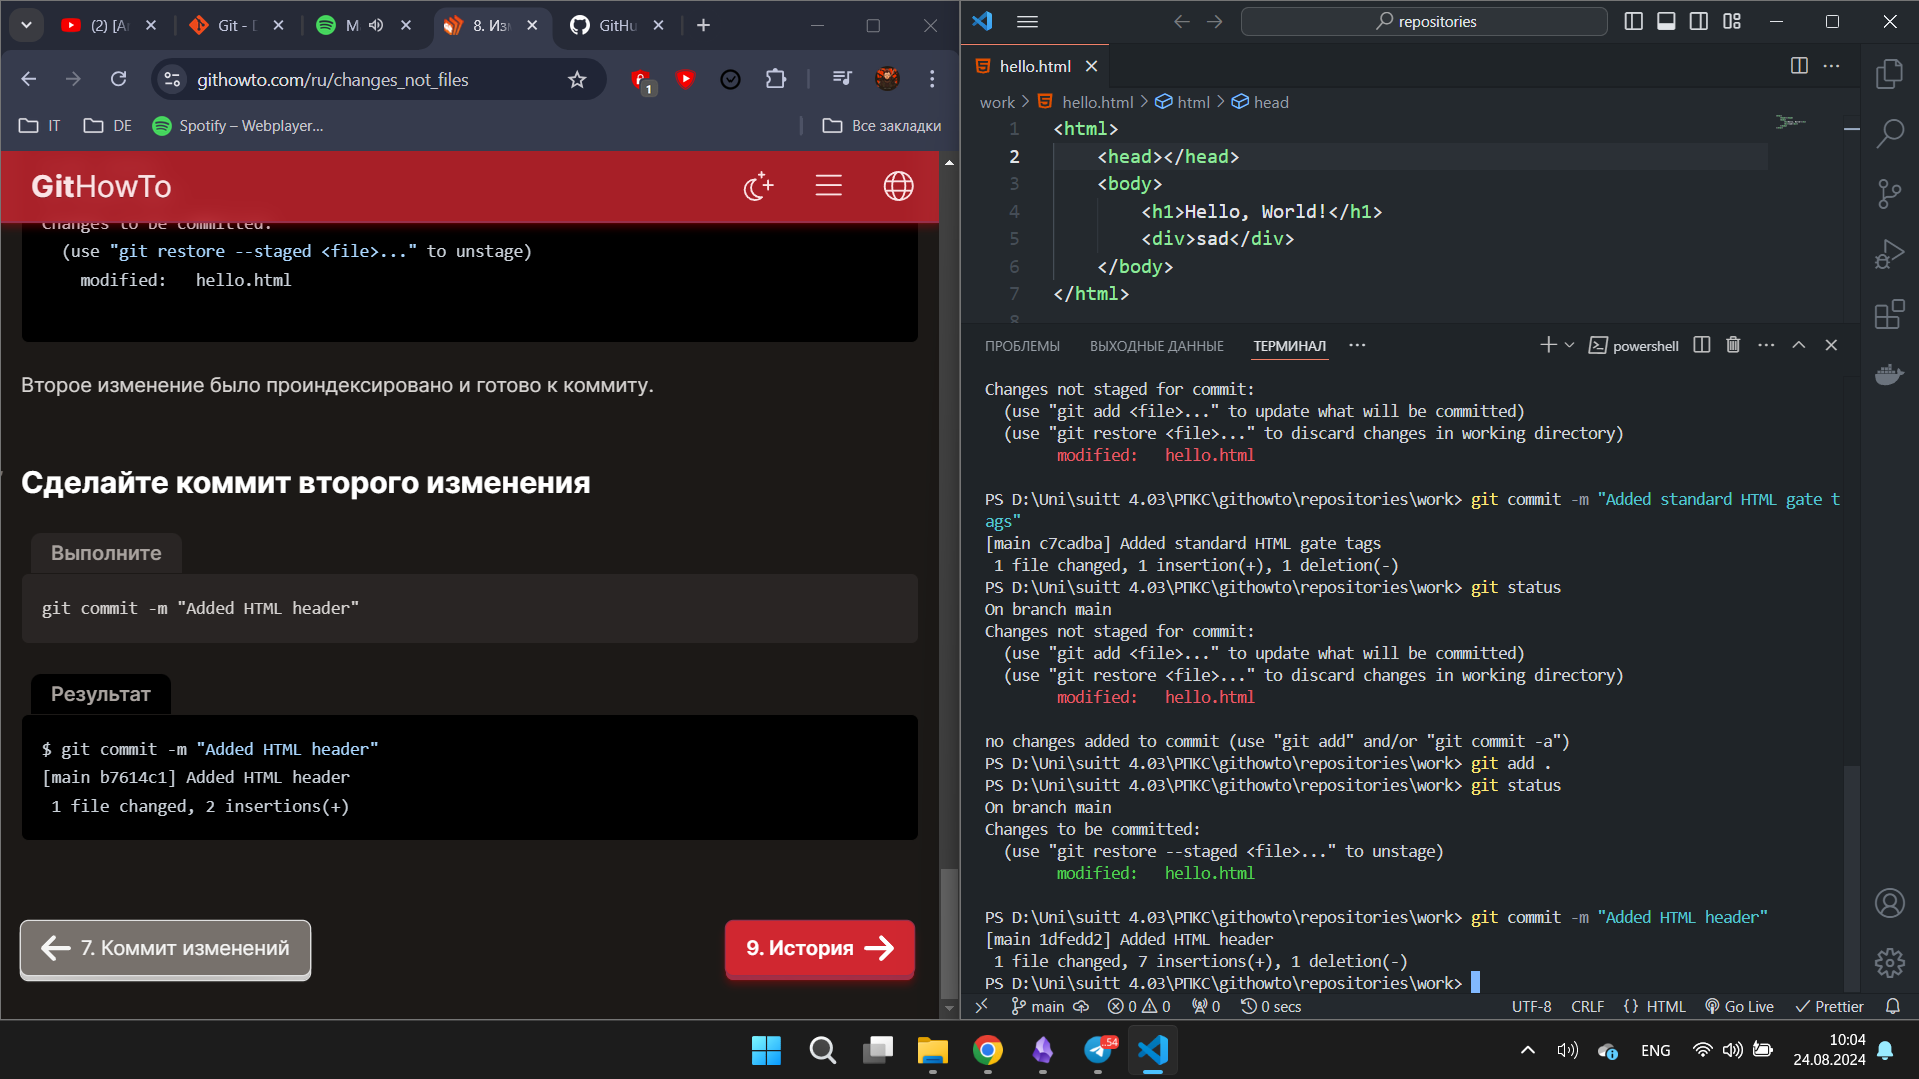 (2) [Ar
Git - D
M
8. Из
GitHu
githowto.com/ru/changes_not_files
1
IT
DE
Spotify – Webplayer...
Все закладки
GitHowTo
Changes to be committed:
(use "git restore --staged <file>..." to unstage)
modified:   hello.html
Второе изменение было проиндексировано и готово к коммиту.
Сделайте коммит второго изменения
Выполните
git commit -m "Added HTML header"
Результат
$ git commit -m "Added HTML header"
[main b7614c1] Added HTML header
1 file changed, 2 insertions(+)
7. Коммит изменений
9. История
repositories
hello.html
work > hello.html > html > head
1 <html>
2 <head></head>
3 <body>
4 <h1>Hello, World!</h1>
5 <div>sad</div>
6 </body>
7 </html>
8
ПРОБЛЕМЫ
ВЫХОДНЫЕ ДАННЫЕ
ТЕРМИНАЛ
powershell
Changes not staged for commit:
(use "git add <file>..." to update what will be committed)
(use "git restore <file>..." to discard changes in working directory)
modified:   hello.html
PS D:\Uni\suitt 4.03\РПКС\githowto\repositories\work> git commit -m "Added standard HTML gate t
ags"
[main c7cadba] Added standard HTML gate tags
1 file changed, 1 insertion(+), 1 deletion(-)
PS D:\Uni\suitt 4.03\РПКС\githowto\repositories\work> git status
On branch main
Changes not staged for commit:
(use "git add <file>..." to update what will be committed)
(use "git restore <file>..." to discard changes in working directory)
modified:   hello.html
no changes added to commit (use "git add" and/or "git commit -a")
PS D:\Uni\suitt 4.03\РПКС\githowto\repositories\work> git add .
PS D:\Uni\suitt 4.03\РПКС\githowto\repositories\work> git status
On branch main
Changes to be committed:
(use "git restore --staged <file>..." to unstage)
modified:   hello.html
PS D:\Uni\suitt 4.03\РПКС\githowto\repositories\work> git commit -m "Added HTML header"
[main 1dfedd2] Added HTML header
1 file changed, 7 insertions(+), 1 deletion(-)
PS D:\Uni\suitt 4.03\РПКС\githowto\repositories\work>
main
0
0
0
0 secs
UTF-8
CRLF
{ } HTML
Go Live
Prettier
..54
ENG
10:04
24.08.2024